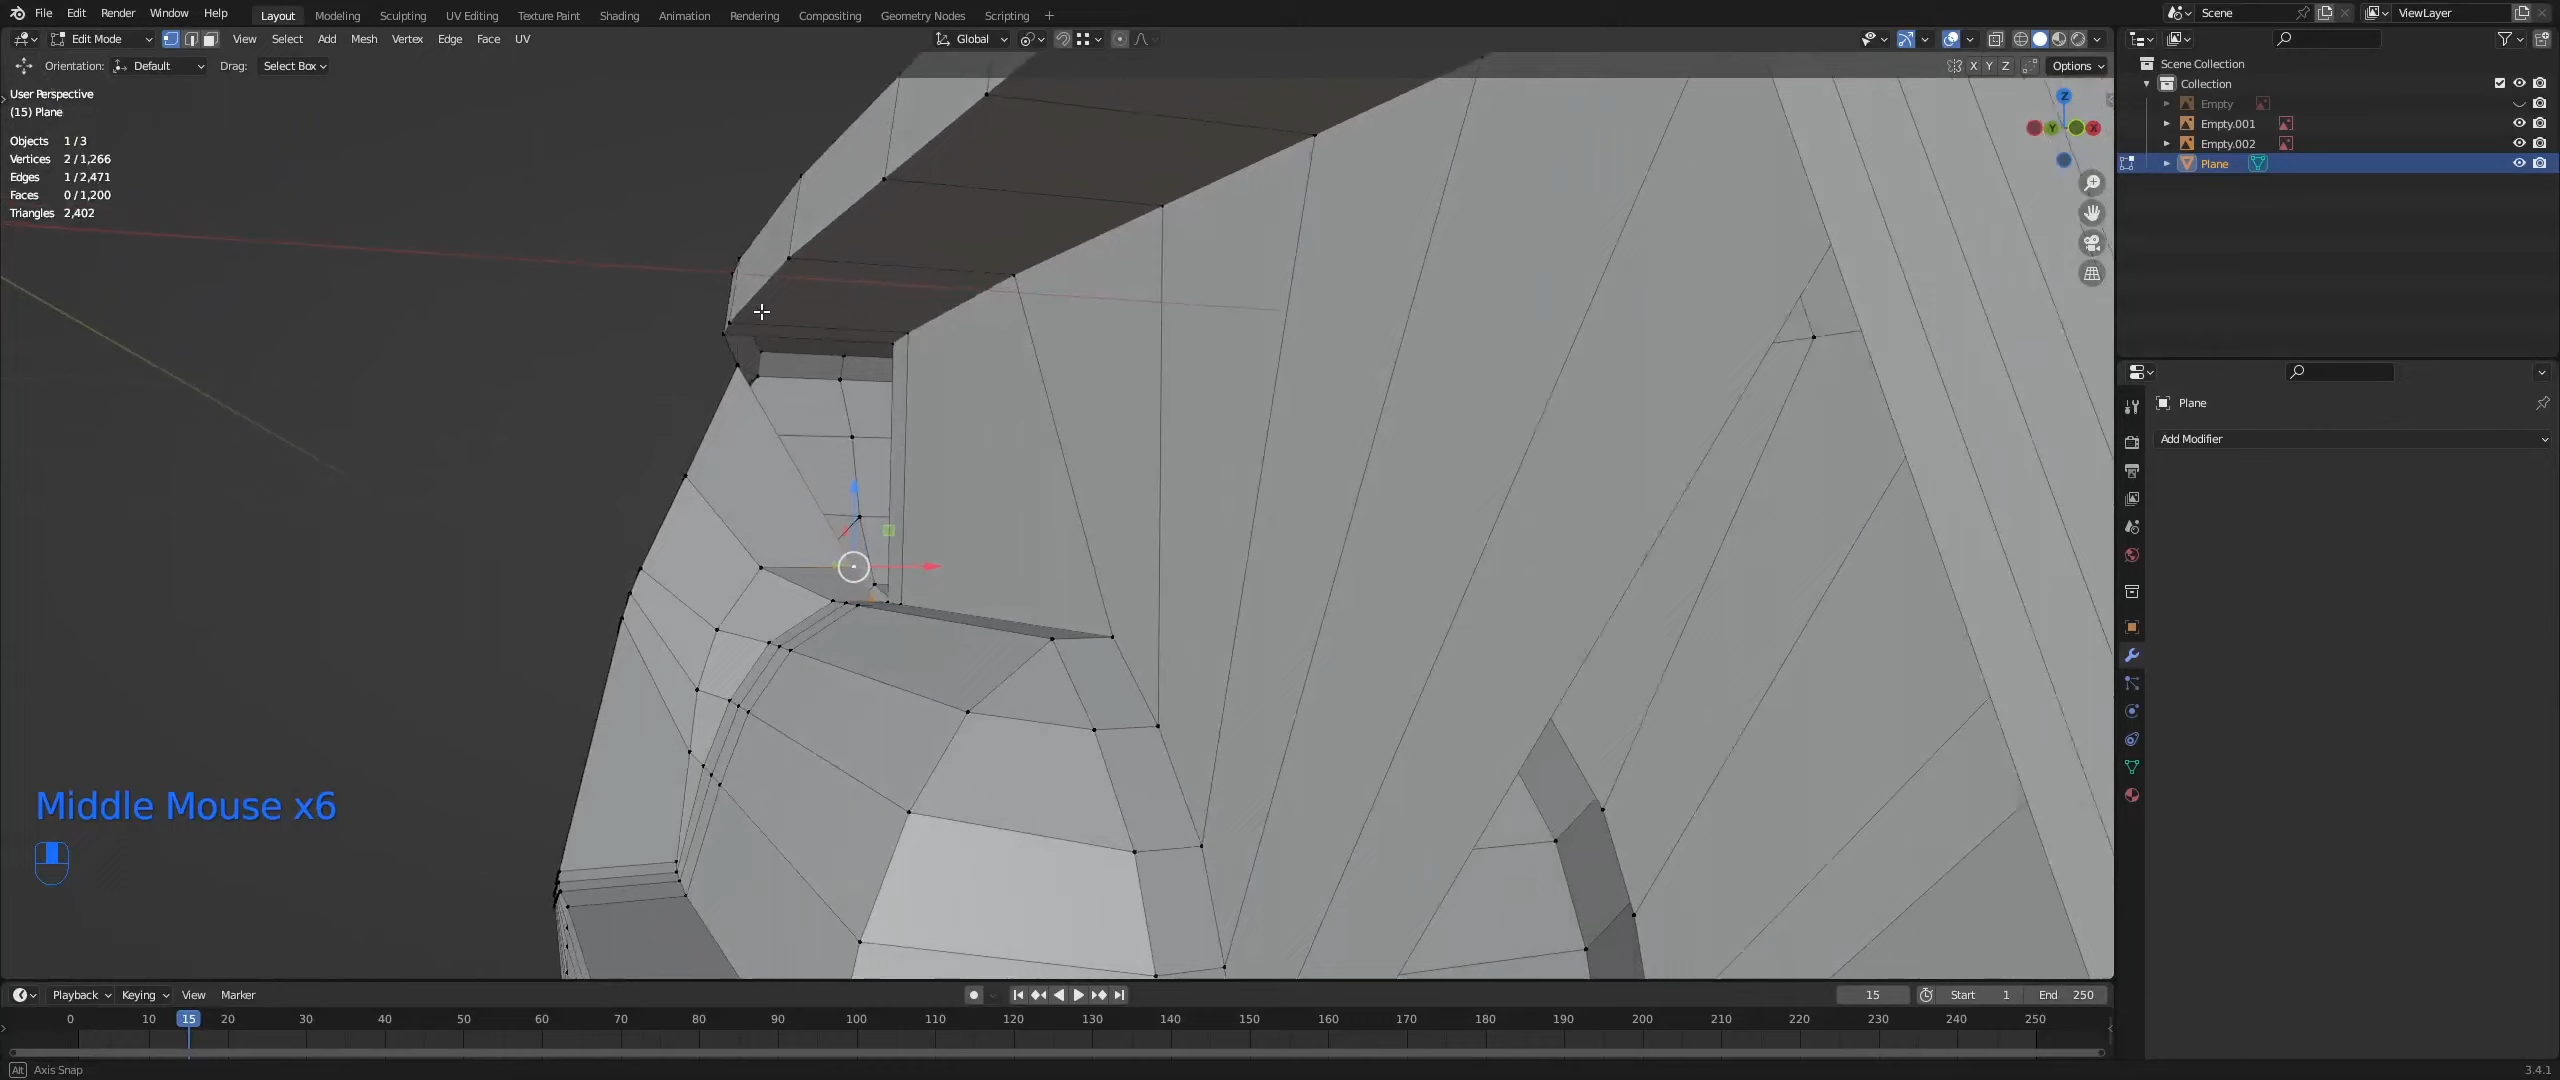 File Edit Render Window Help Layout Modeling Sculpting UV Editing Texture Paint Shading Animation Rendering Compositing Geometry Nodes Scripting + Scene ViewLayer
Edit Mode View Select Add Mesh Vertex Edge Face UV Global
Orientation: Default Drag: Select Box X Y Z Options
User Perspective
(15) Plane
Objects 1/3
Vertices 2/1,266
Edges 1/2,471
Faces 0/1,200
Triangles 2,402
Z
Y X
Scene Collection
Collection
Empty
Empty.001
Empty.002
Plane
Plane
Add Modifier
Middle Mouse x6
Playback Keying View Marker 15 Start 1 End 250
0 10 15 20 30 40 50 60 70 80 90 100 110 120 130 140 150 160 170 180 190 200 210 220 230 240 250
Alt Axis Snap 3.4.1